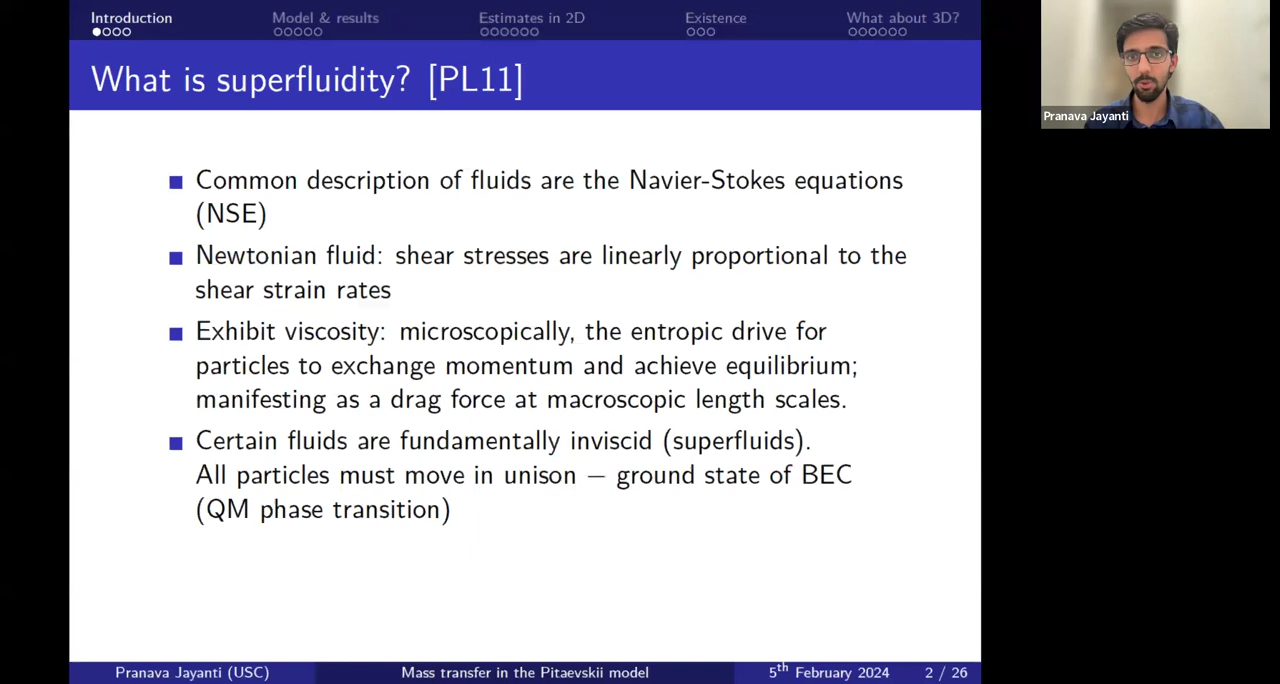 Introduction
Model & results
Estimates in 2D
Existence
What about 3D?
What is superfluidity? [PL11]
Common description of fluids are the Navier-Stokes equations
(NSE)
Newtonian fluid: shear stresses are linearly proportional to the
shear strain rates
Exhibit viscosity: microscopically, the entropic drive for
particles to exchange momentum and achieve equilibrium;
manifesting as a drag force at macroscopic length scales.
Certain fluids are fundamentally inviscid (superfluids).
All particles must move in unison – ground state of BEC
(QM phase transition)
Pranava Jayanti (USC)
Mass transfer in the Pitaevskii model
5th February 2024
2 / 26
Pranava Jayanti